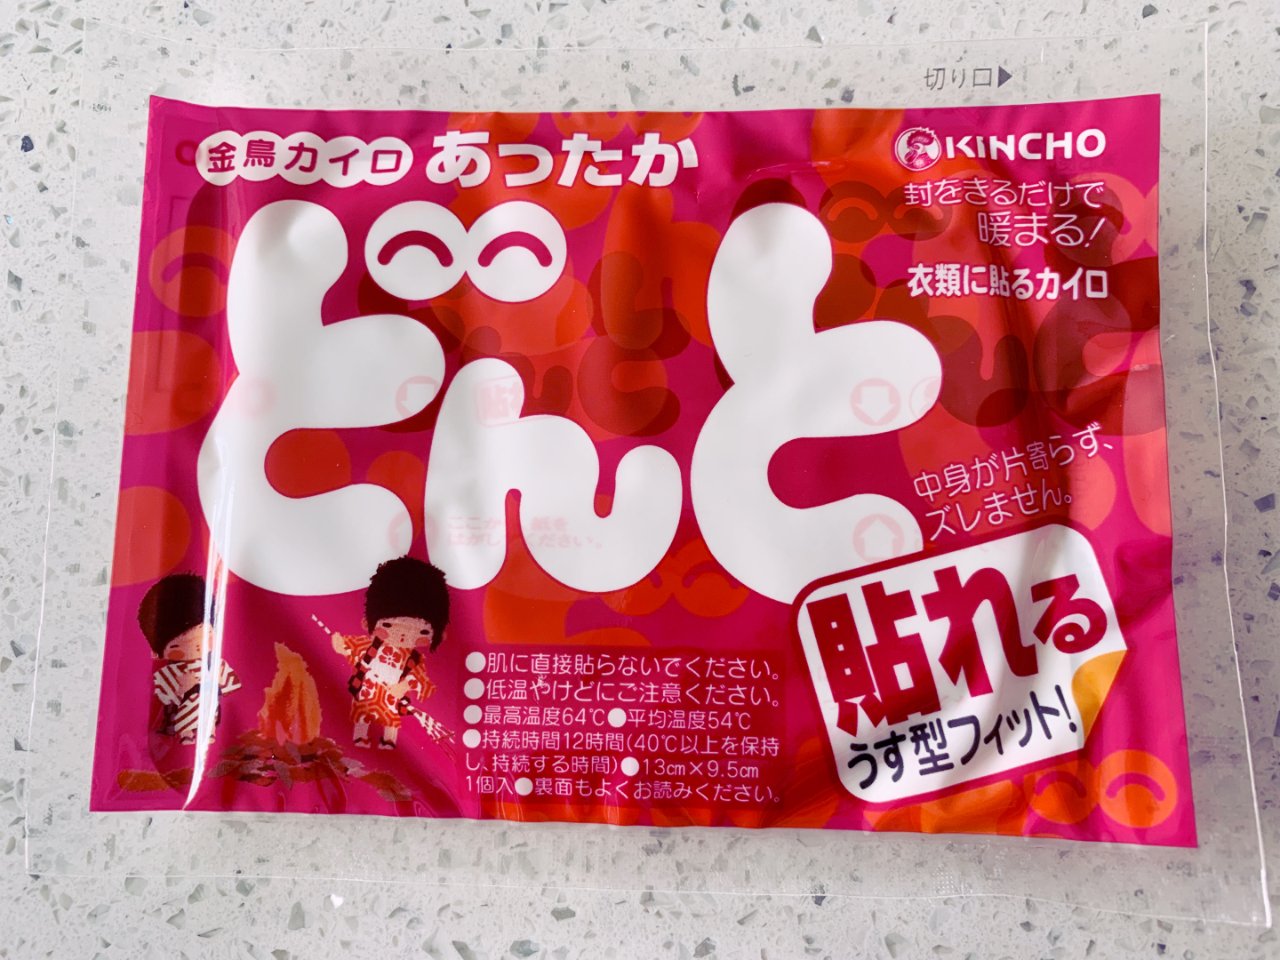 切り口▶
金鳥カイロ あったか
どんと
KINCHO
封をきるだけで
暖まる!
衣類に貼るカイロ
中身が片寄らず、
ズレません。
貼れる
うす型フィット!
●肌に直接貼らないでください。
●低温やけどにご注意ください。
●最高温度64℃●平均温度54℃
●持続時間12時間(40℃以上を保持
し、持続する時間)●13cm×9.5cm
1個入●裏面もよくお読みください。